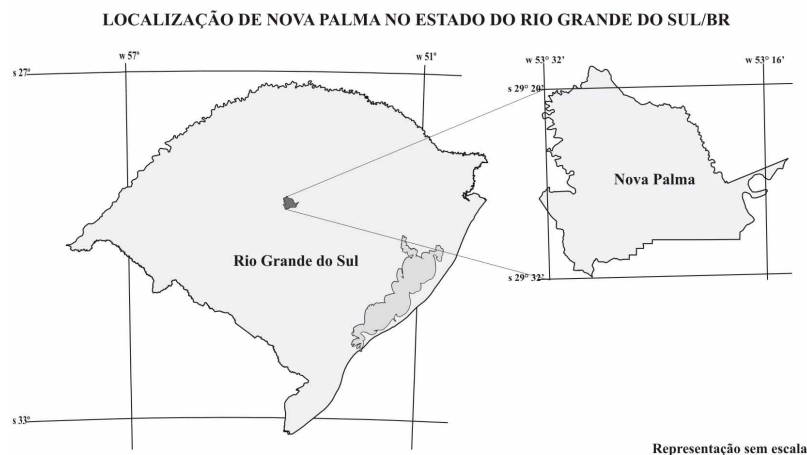 LOCALIZAÇÃO DE NOVA PALMA NO ESTADO DO RIO GRANDE DO SUL/BR
w 57º
w 51º
s 27º
s 33º
Rio Grande do Sul
w 53º 32'
w 53º 16'
s 29º 20'
s 29º 32'
Nova Palma
Representação sem escala